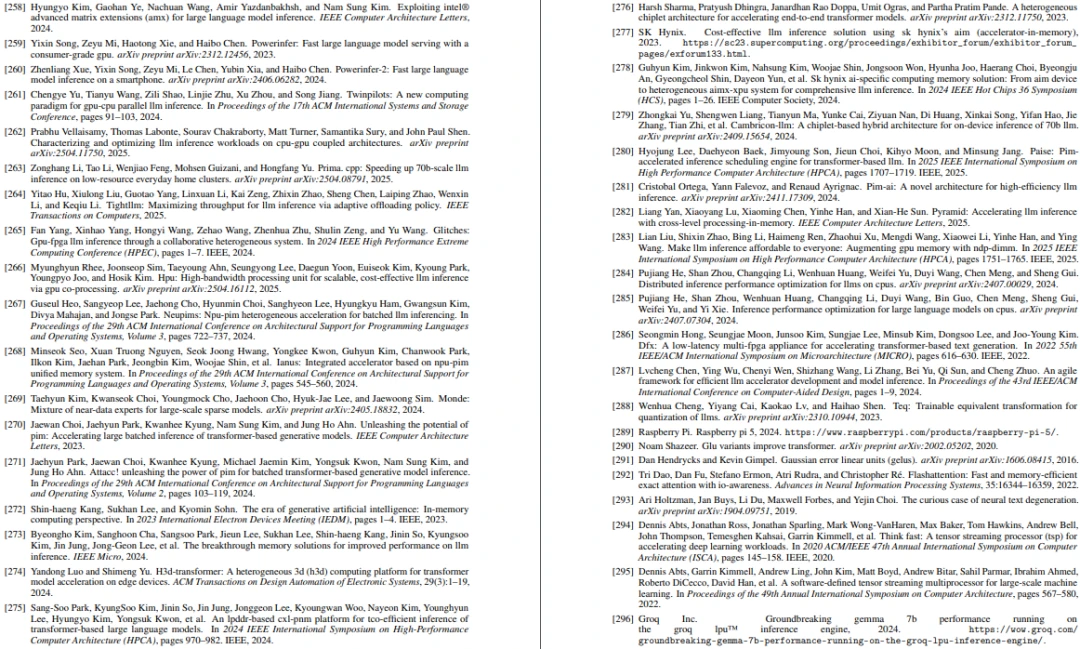 [258] Hyungyo Kim, Gaohan Ye, Nachuan Wang, Amir Yazdanbakhsh, and Nam Sung Kim. Exploiting intel®
advanced matrix extensions (amx) for large language model inference. IEEE Computer Architecture Letters,
2024.
[259] Yixin Song, Zeyu Mi, Haotong Xie, and Haibo Chen. Powerinfer: Fast large language model serving with a
consumer-grade gpu. arXiv preprint arXiv:2312.12456, 2023.
[260] Zhenliang Xue, Yixin Song, Zeyu Mi, Le Chen, Yubin Xia, and Haibo Chen. Powerinfer-2: Fast large language
model inference on a smartphone. arXiv preprint arXiv:2406.06282, 2024.
[261] Chengye Yu, Tianyu Wang, Zili Shao, Linjie Zhu, Xu Zhou, and Song Jiang. Twinpilots: A new computing
paradigm for gpu-cpu parallel llm inference. In Proceedings of the 17th ACM International Systems and Storage
Conference, pages 91–103, 2024.
[262] Prabhu Vellaisamy, Thomas Labonte, Sourav Chakraborty, Matt Turner, Samantika Sury, and John Paul Shen.
Characterizing and optimizing llm inference workloads on cpu-gpu coupled architectures. arXiv preprint
arXiv:2504.11750, 2025.
[263] Zonghang Li, Tao Li, Wenjiao Feng, Mohsen Guizani, and Hongfang Yu. Prima. cpp: Speeding up 70b-scale llm
inference on low-resource everyday home clusters. arXiv preprint arXiv:2504.08791, 2025.
[264] Yitao Hu, Xiulong Liu, Guotao Yang, Linxuan Li, Kai Zeng, Zhixin Zhao, Sheng Chen, Laiping Zhao, Wenxin
Li, and Keqiu Li. Tightllm: Maximizing throughput for llm inference via adaptive offloading policy. IEEE
Transactions on Computers, 2025.
[265] Fan Yang, Xinhao Yang, Hongyi Wang, Zehao Wang, Zhenhua Zhu, Shulin Zeng, and Yu Wang. Glitches:
Gpu-fpga llm inference through a collaborative heterogeneous system. In 2024 IEEE High Performance Extreme
Computing Conference (HPEC), pages 1–7. IEEE, 2024.
[266] Myunghyun Rhee, Joonseop Sim, Taeyoung Ahn, Seungyong Lee, Daegun Yoon, Euiseok Kim, Kyoung Park,
Youngpyo Joo, and Hosik Kim. Hpu: High-bandwidth processing unit for scalable, cost-effective llm inference
via gpu co-processing. arXiv preprint arXiv:2504.16112, 2025.
[267] Guseul Heo, Sangyeop Lee, Jaehong Cho, Hyunmin Choi, Sanghyeon Lee, Hyungkyu Ham, Gwangsun Kim,
Divya Mahajan, and Jongse Park. Neupims: Npu-pim heterogeneous acceleration for batched llm inferencing. In
Proceedings of the 29th ACM International Conference on Architectural Support for Programming Languages
and Operating Systems, Volume 3, pages 722–737, 2024.
[268] Minseok Seo, Xuan Truong Nguyen, Seok Joong Hwang, Yongkee Kwon, Guhyun Kim, Chanwook Park,
Ilkon Kim, Jaehan Park, Jeongbin Kim, Woojae Shin, et al. Ianus: Integrated accelerator based on npu-pim
unified memory system. In Proceedings of the 29th ACM International Conference on Architectural Support for
Programming Languages and Operating Systems, Volume 3, pages 545–560, 2024.
[269] Taehyun Kim, Kwanseok Choi, Youngmock Cho, Jaehoon Cho, Hyuk-Jae Lee, and Jaewoong Sim. Monde:
Mixture of near-data experts for large-scale sparse models. arXiv preprint arXiv:2405.18832, 2024.
[270] Jaewan Choi, Jaehyun Park, Kwanhee Kyung, Nam Sung Kim, and Jung Ho Ahn. Unleashing the potential of
pim: Accelerating large batched inference of transformer-based generative models. IEEE Computer Architecture
Letters, 2023.
[271] Jaehyun Park, Jaewan Choi, Kwanhee Kyung, Michael Jaemin Kim, Yongsuk Kwon, Nam Sung Kim, and
Jung Ho Ahn. Attacc! unleashing the power of pim for batched transformer-based generative model inference.
In Proceedings of the 29th ACM International Conference on Architectural Support for Programming Languages
and Operating Systems, Volume 2, pages 103–119, 2024.
[272] Shin-haeng Kang, Sukhan Lee, and Kyomin Sohn. The era of generative artificial intelligence: In-memory
computing perspective. In 2023 International Electron Devices Meeting (IEDM), pages 1–4. IEEE, 2023.
[273] Byeongho Kim, Sanghoon Cha, Sangsoo Park, Jieun Lee, Sukhan Lee, Shin-haeng Kang, Jinin So, Kyungsoo
Kim, Jin Jung, Jong-Geon Lee, et al. The breakthrough memory solutions for improved performance on llm
inference. IEEE Micro, 2024.
[274] Yandong Luo and Shimeng Yu. H3d-transformer: A heterogeneous 3d (h3d) computing platform for transformer
model acceleration on edge devices. ACM Transactions on Design Automation of Electronic Systems, 29(3):1–19,
2024.
[275] Sang-Soo Park, KyungSoo Kim, Jinin So, Jin Jung, Jonggeon Lee, Kyoungwan Woo, Nayeon Kim, Younghyun
Lee, Hyungyo Kim, Yongsuk Kwon, et al. An lpddr-based cxl-pnm platform for tco-efficient inference of
transformer-based large language models. In 2024 IEEE International Symposium on High-Performance
Computer Architecture (HPCA), pages 970–982. IEEE, 2024.
[276] Harsh Sharma, Pratyush Dhingra, Janardhan Rao Doppa, Umit Ogras, and Partha Pratim Pande. A heterogeneous
chiplet architecture for accelerating end-to-end transformer models. arXiv preprint arXiv:2312.11750, 2023.
[277] SK Hynix. Cost-effective llm inference solution using sk hynix's aim (accelerator-in-memory),
2023. https://sc23.supercomputing.org/proceedings/exhibitor_forum/exhibitor_forum_
pages/exforum133.html.
[278] Guhyun Kim, Jinkwon Kim, Nahsung Kim, Woojae Shin, Jongsoon Won, Hyunha Joo, Haerang Choi, Byeongju
An, Gyeongcheol Shin, Dayeon Yun, et al. Sk hynix ai-specific computing memory solution: From aim device
to heterogeneous aimx-xpu system for comprehensive llm inference. In 2024 IEEE Hot Chips 36 Symposium
(HCS), pages 1–26. IEEE Computer Society, 2024.
[279] Zhongkai Yu, Shengwen Liang, Tianyun Ma, Yunke Cai, Ziyuan Nan, Di Huang, Xinkai Song, Yifan Hao, Jie
Zhang, Tian Zhi, et al. Cambricon-llm: A chiplet-based hybrid architecture for on-device inference of 70b llm.
arXiv preprint arXiv:2409.15654, 2024.
[280] Hyojung Lee, Daehyeon Baek, Jimyoung Son, Jieun Choi, Kihyo Moon, and Minsung Jang. Paise: Pim-
accelerated inference scheduling engine for transformer-based llm. In 2025 IEEE International Symposium on
High Performance Computer Architecture (HPCA), pages 1707–1719. IEEE, 2025.
[281] Cristobal Ortega, Yann Falevoz, and Renaud Ayrignac. Pim-ai: A novel architecture for high-efficiency llm
inference. arXiv preprint arXiv:2411.17309, 2024.
[282] Liang Yan, Xiaoyang Lu, Xiaoming Chen, Yinhe Han, and Xian-He Sun. Pyramid: Accelerating llm inference
with cross-level processing-in-memory. IEEE Computer Architecture Letters, 2025.
[283] Lian Liu, Shixin Zhao, Bing Li, Haimeng Ren, Zhaohui Xu, Mengdi Wang, Xiaowei Li, Yinhe Han, and Ying
Wang. Make llm inference affordable to everyone: Augmenting gpu memory with ndp-dimm. In 2025 IEEE
International Symposium on High Performance Computer Architecture (HPCA), pages 1751–1765. IEEE, 2025.
[284] Pujiang He, Shan Zhou, Changqing Li, Wenhuan Huang, Weifei Yu, Duyi Wang, Chen Meng, and Sheng Gui.
Distributed inference performance optimization for llms on cpus. arXiv preprint arXiv:2407.00029, 2024.
[285] Pujiang He, Shan Zhou, Wenhuan Huang, Changqing Li, Duyi Wang, Bin Guo, Chen Meng, Sheng Gui,
Weifei Yu, and Yi Xie. Inference performance optimization for large language models on cpus. arXiv preprint
arXiv:2407.07304, 2024.
[286] Seongmin Hong, Seungjae Moon, Junsoo Kim, Sungjae Lee, Minsub Kim, Dongsoo Lee, and Joo-Young Kim.
Dfx: A low-latency multi-fpga appliance for accelerating transformer-based text generation. In 2022 55th
IEEE/ACM International Symposium on Microarchitecture (MICRO), pages 616–630. IEEE, 2022.
[287] Lvcheng Chen, Ying Wu, Chenyi Wen, Shizhang Wang, Li Zhang, Bei Yu, Qi Sun, and Cheng Zhuo. An agile
framework for efficient llm accelerator development and model inference. In Proceedings of the 43rd IEEE/ACM
International Conference on Computer-Aided Design, pages 1–9, 2024.
[288] Wenhua Cheng, Yiyang Cai, Kaokao Lv, and Haihao Shen. Teq: Trainable equivalent transformation for
quantization of llms. arXiv preprint arXiv:2310.10944, 2023.
[289] Raspberry Pi. Raspberry pi 5, 2024. https://www.raspberrypi.com/products/raspberry-pi-5/.
[290] Noam Shazeer. Glu variants improve transformer. arXiv preprint arXiv:2002.05202, 2020.
[291] Dan Hendrycks and Kevin Gimpel. Gaussian error linear units (gelus). arXiv preprint arXiv:1606.08415, 2016.
[292] Tri Dao, Dan Fu, Stefano Ermon, Atri Rudra, and Christopher Ré. Flashattention: Fast and memory-efficient
exact attention with io-awareness. Advances in Neural Information Processing Systems, 35:16344–16359, 2022.
[293] Ari Holtzman, Jan Buys, Li Du, Maxwell Forbes, and Yejin Choi. The curious case of neural text degeneration.
arXiv preprint arXiv:1904.09751, 2019.
[294] Dennis Abts, Jonathan Ross, Jonathan Sparling, Mark Wong-VanHaren, Max Baker, Tom Hawkins, Andrew Bell,
John Thompson, Temesghen Kahsai, Garrin Kimmell, et al. Think fast: A tensor streaming processor (tsp) for
accelerating deep learning workloads. In 2020 ACM/IEEE 47th Annual International Symposium on Computer
Architecture (ISCA), pages 145–158. IEEE, 2020.
[295] Dennis Abts, Garrin Kimmell, Andrew Ling, John Kim, Matt Boyd, Andrew Bitar, Sahil Parmar, Ibrahim Ahmed,
Roberto DiCecco, David Han, et al. A software-defined tensor streaming multiprocessor for large-scale machine
learning. In Proceedings of the 49th Annual International Symposium on Computer Architecture, pages 567–580,
2022.
[296] Groq Inc. Groundbreaking gemma 7b performance running on
the groq lpu™ inference engine, 2024. https://wow.groq.com/
groundbreaking-gemma-7b-performance-running-on-the-groq-lpu-inference-engine/.